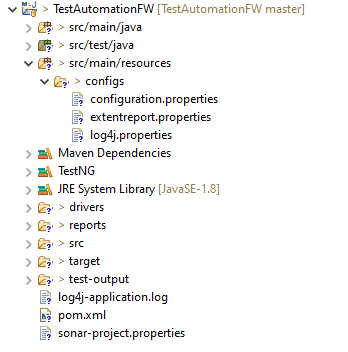 > TestAutomationFW [TestAutomationFW master]
> src/main/java
> src/test/java
> src/main/resources
> configs
configuration.properties
extentreport.properties
log4j.properties
Maven Dependencies
TestNG
JRE System Library [JavaSE-1.8]
> drivers
> reports
> src
> target
> test-output
log4j-application.log
pom.xml
sonar-project.properties